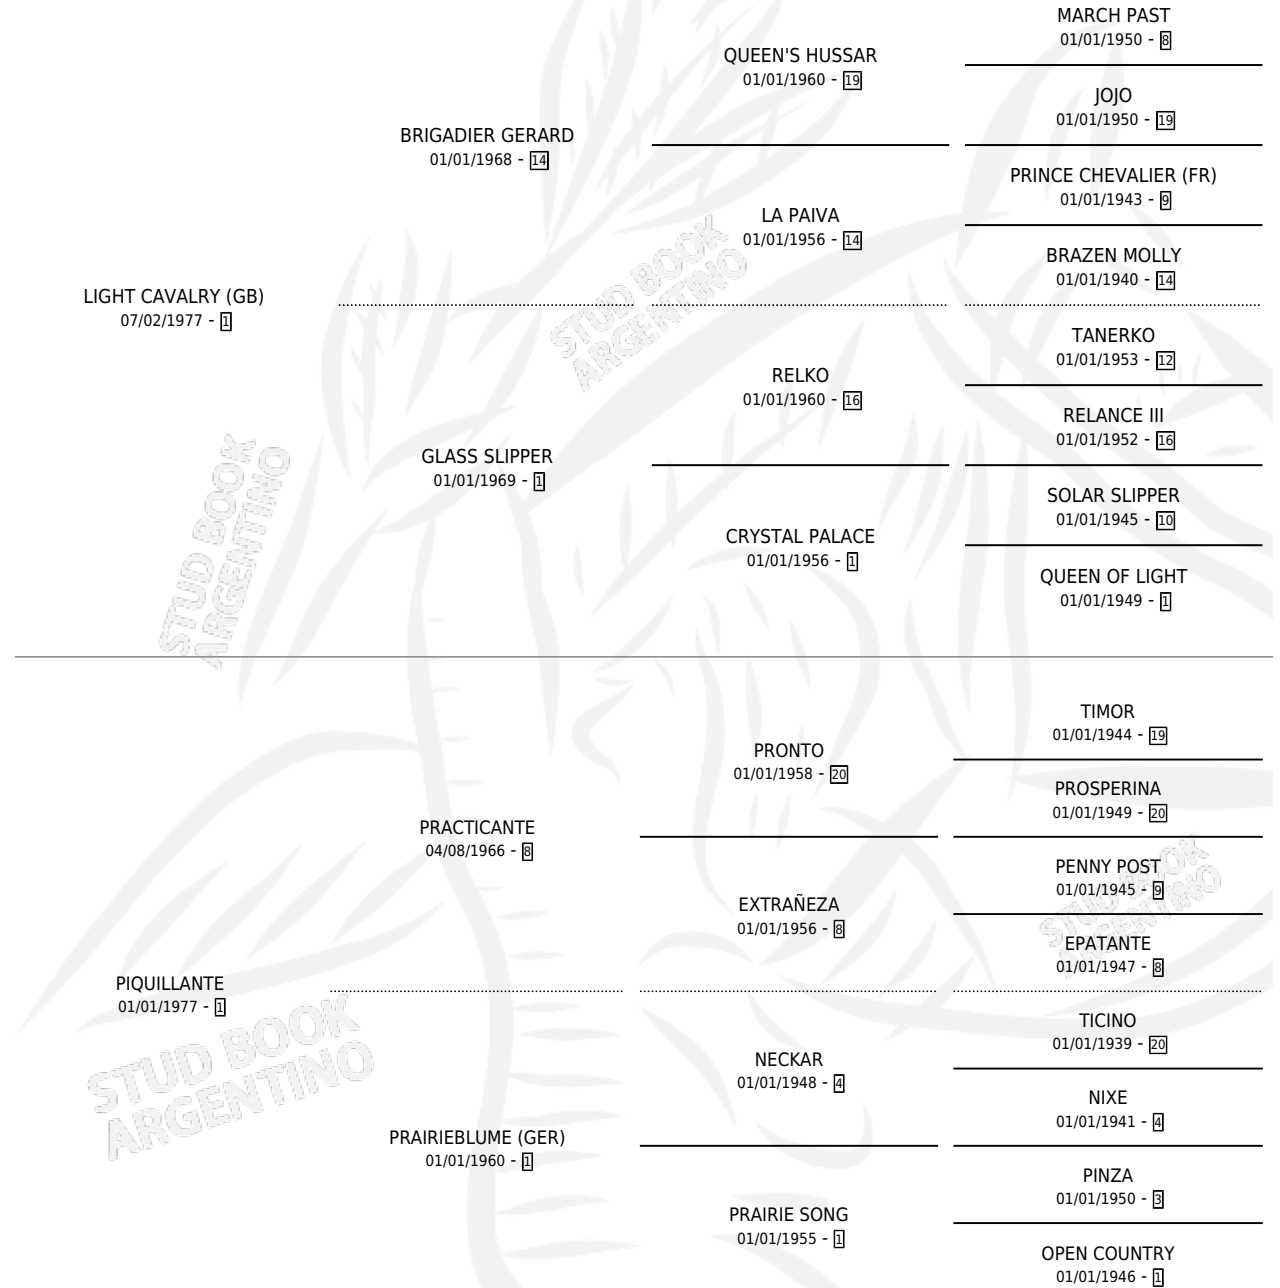 MARCH PAST
01/01/1950 - 8
QUEEN'S HUSSAR
01/01/1960 - 19
JOJO
01/01/1950 - 19
BRIGADIER GERARD
01/01/1968 - 14
PRINCE CHEVALIER (FR)
01/01/1943 - 9
LA PAIVA
01/01/1956 - 14
BRAZEN MOLLY
01/01/1940 - 14
LIGHT CAVALRY (GB)
07/02/1977 - 1
TANERKO
01/01/1953 - 12
RELKO
01/01/1960 - 16
RELANCE III
01/01/1952 - 16
GLASS SLIPPER
01/01/1969 - 1
SOLAR SLIPPER
01/01/1945 - 10
CRYSTAL PALACE
01/01/1956 - 1
QUEEN OF LIGHT
01/01/1949 - 1
TIMOR
01/01/1944 - 19
PRONTO
01/01/1958 - 20
PROSPERINA
01/01/1949 - 20
PRACTICANTE
04/08/1966 - 8
PENNY POST
01/01/1945 - 9
EXTRAÑEZA
01/01/1956 - 8
EPATANTE
01/01/1947 - 8
PIQUILLANTE
01/01/1977 - 1
TICINO
01/01/1939 - 20
NECKAR
01/01/1948 - 4
NIXE
01/01/1941 - 4
PRAIRIEBLUME (GER)
01/01/1960 - 1
PINZA
01/01/1950 - 3
PRAIRIE SONG
01/01/1955 - 1
OPEN COUNTRY
01/01/1946 - 1
STUD BOOK
ARGENTINO
STUD BOOK
ARGENTINO
STUD BOOK
ARGENTINO
STUD BOOK
ARGENTINO